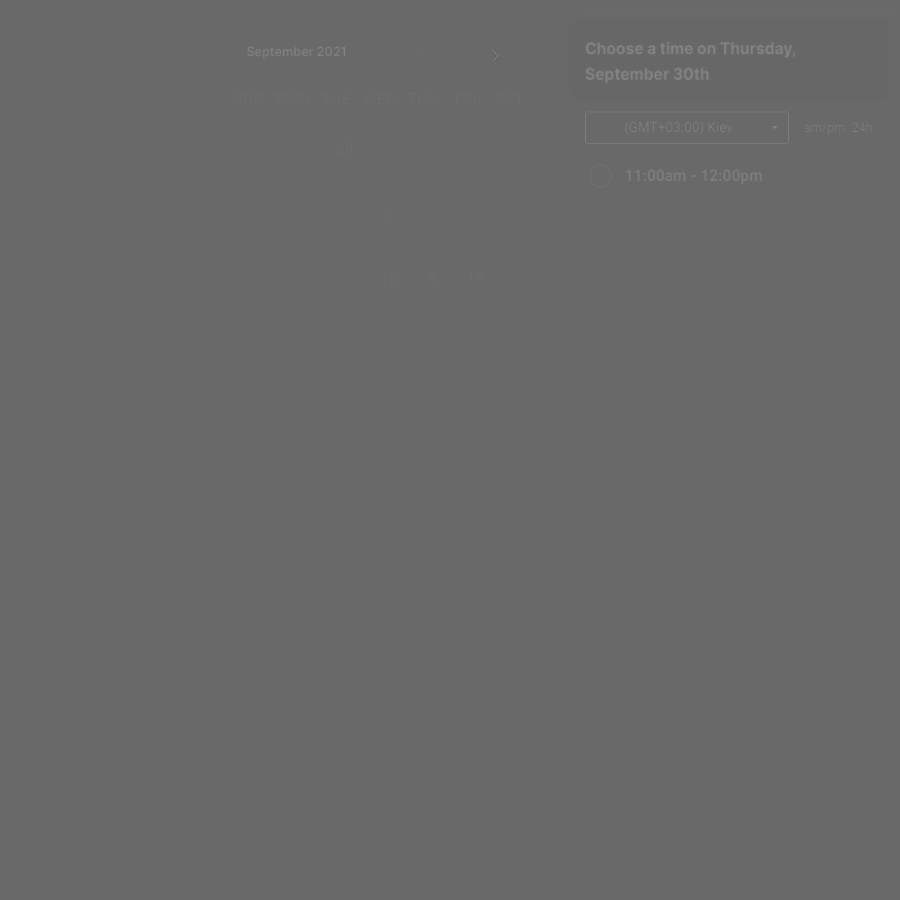 September 2021
SUN MON TUE WED THU FRI SAT
Choose a time on Thursday,
September 30th
(GMT+03:00) Kiev
am/pm 24h
11:00am - 12:00pm